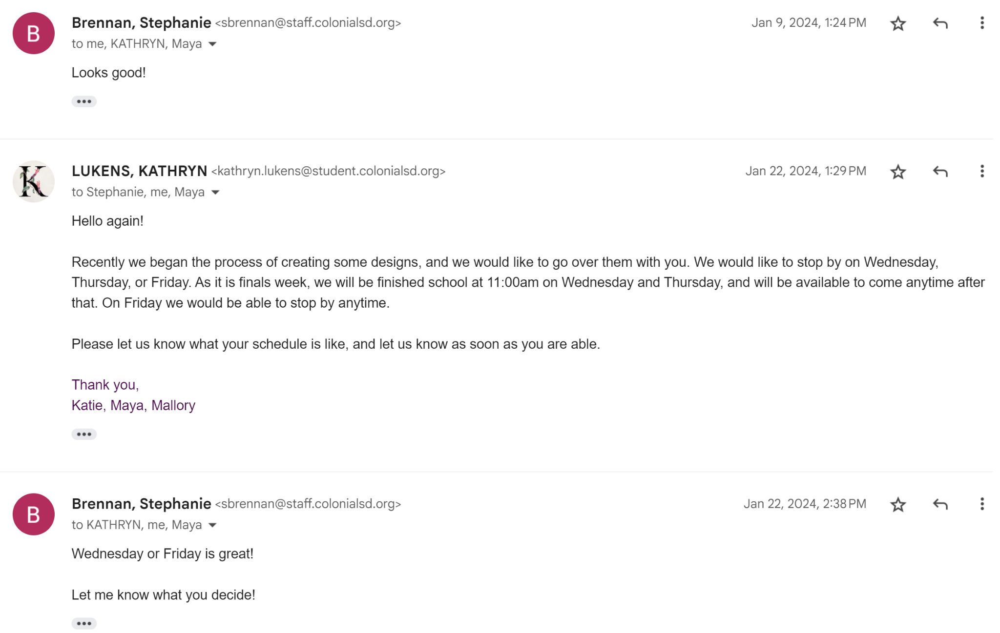 B
Brennan, Stephanie <sbrennan@staff.colonialsd.org>
Jan 9, 2024, 1:24 PM
to me, KATHRYN, Maya
Looks good!
K
LUKENS, KATHRYN <kathryn.lukens@student.colonialsd.org>
Jan 22, 2024, 1:29 PM
to Stephanie, me, Maya
Hello again!
Recently we began the process of creating some designs, and we would like to go over them with you. We would like to stop by on Wednesday,
Thursday, or Friday. As it is finals week, we will be finished school at 11:00am on Wednesday and Thursday, and will be available to come anytime after
that. On Friday we would be able to stop by anytime.
Please let us know what your schedule is like, and let us know as soon as you are able.
Thank you,
Katie, Maya, Mallory
B
Brennan, Stephanie <sbrennan@staff.colonialsd.org>
Jan 22, 2024, 2:38 PM
to KATHRYN, me, Maya
Wednesday or Friday is great!
Let me know what you decide!